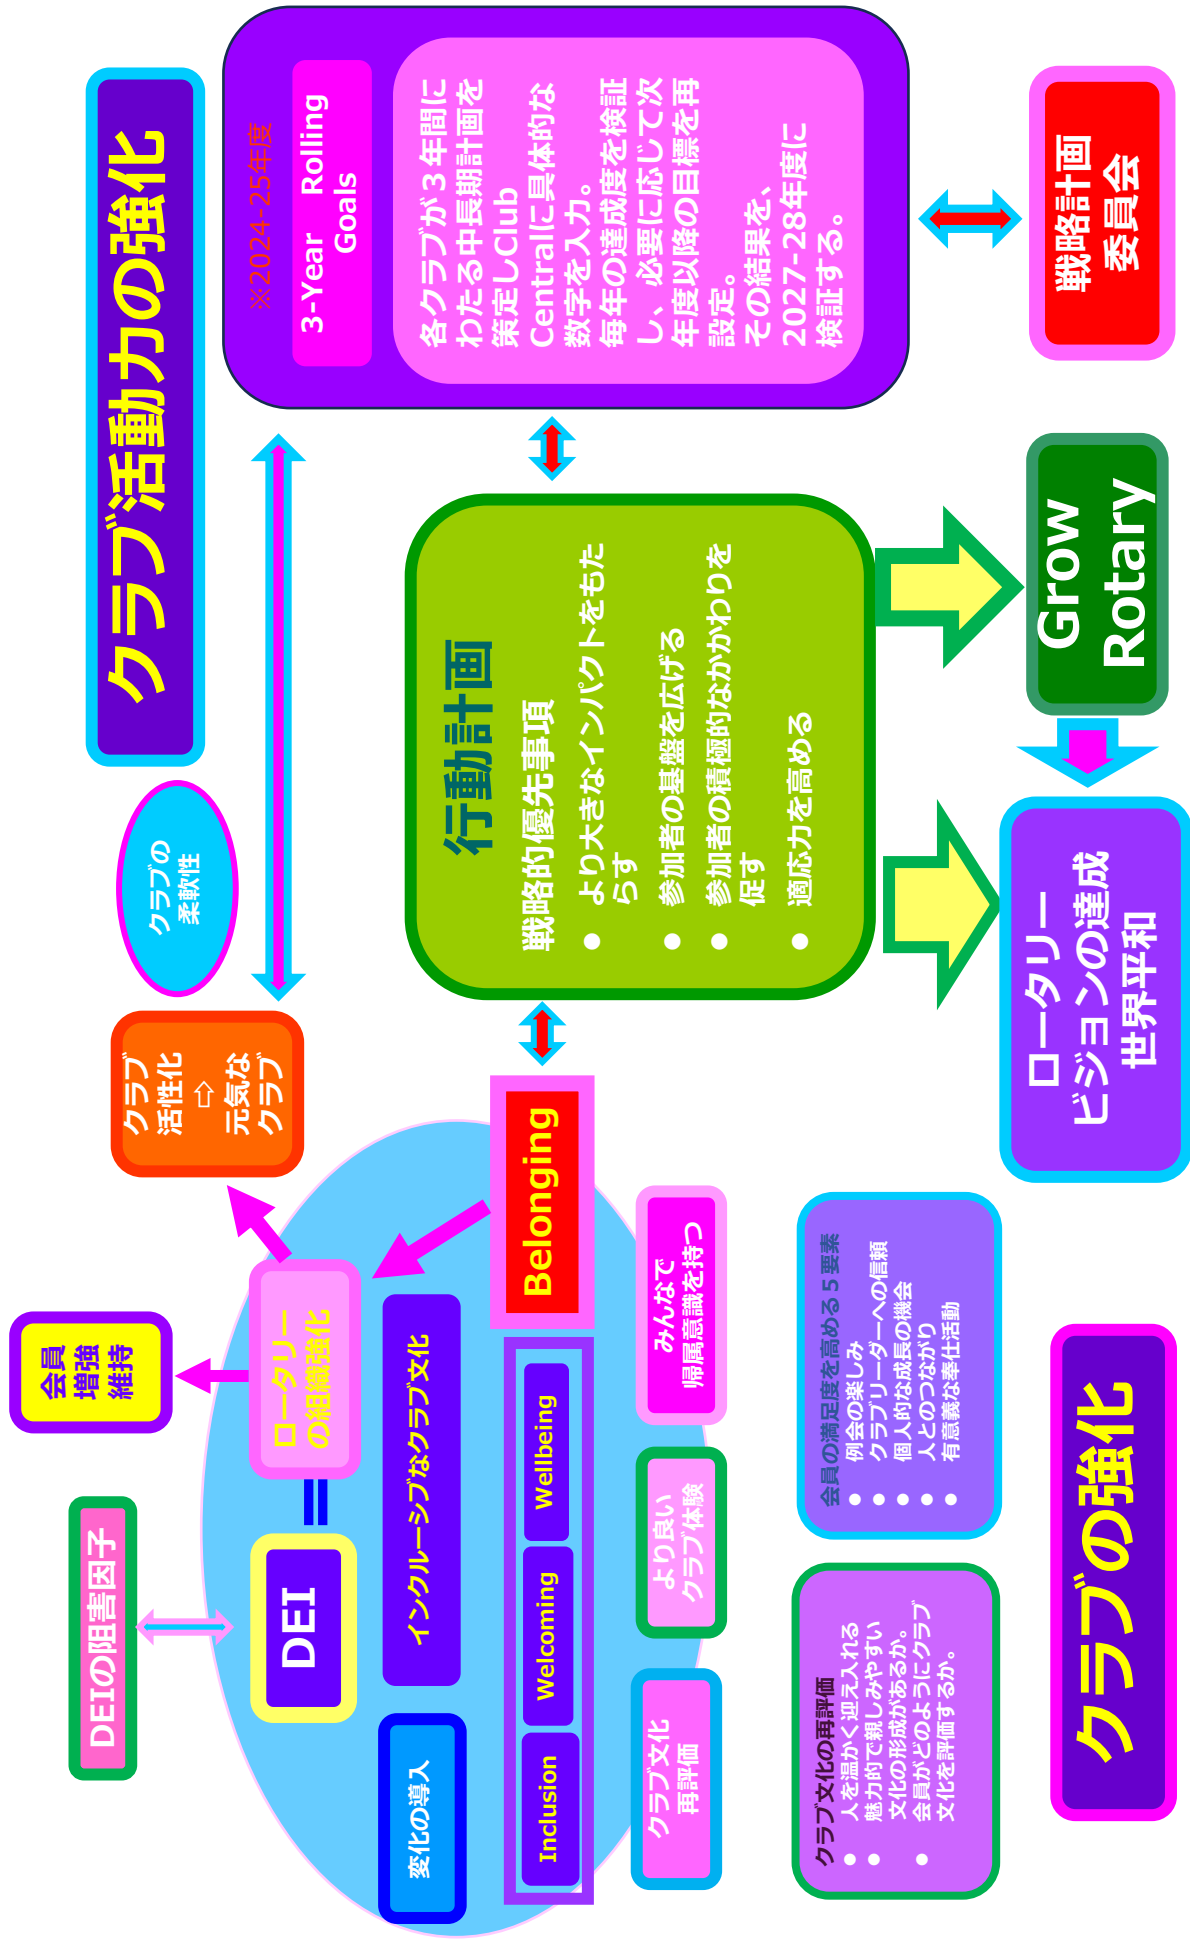 クラブ活動力の強化
会員
増強
維持
DEIの阻害因子
クラブ
活性化
⇨
元気な
クラブ
クラブの
柔軟性
DEI
ロータリー
の組織強化
変化の導入
インクルーシブなクラブ文化
Inclusion
Welcoming
Wellbeing
Belonging
クラブ文化
再評価
より良い
クラブ体験
みんなで
帰属意識を持つ
行動計画
戦略的優先事項
● より大きなインパクトをもた
らす
● 参加者の基盤を広げる
● 参加者の積極的なかかわりを
促す
● 適応力を高める
※2024-25年度
3-Year Rolling
Goals
各クラブが３年間に
わたる中長期計画を
策定しClub
Centralに具体的な
数字を入力。
毎年の達成度を検証
し、必要に応じて次
年度以降の目標を再
設定。
その結果を、
2027-28年度に
検証する。
クラブ文化の再評価
● 人を温かく迎え入れる
● 魅力的で親しみやすい
文化の形成があるか。
● 会員がどのようにクラブ
文化を評価するか。
会員の満足度を高める５要素
● 例会の楽しみ
● クラブリーダーへの信頼
● 個人的な成長の機会
● 人とのつながり
● 有意義な奉仕活動
クラブの強化
ロータリー
ビジョンの達成
世界平和
Grow
Rotary
戦略計画
委員会